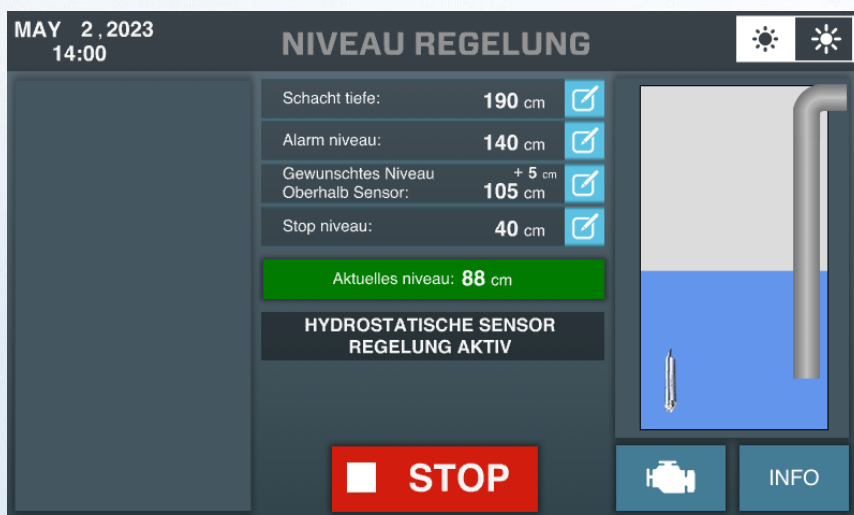 MAY 2,2023
14:00
NIVEAU REGELUNG
Schacht tiefe: 190 cm
Alarm niveau: 140 cm
Gewunschtes Niveau + 5 cm
Oberhalb Sensor: 105 cm
Stop niveau: 40 cm
Aktuelles niveau: 88 cm
HYDROSTATISCHE SENSOR
REGELUNG AKTIV
STOP
INFO